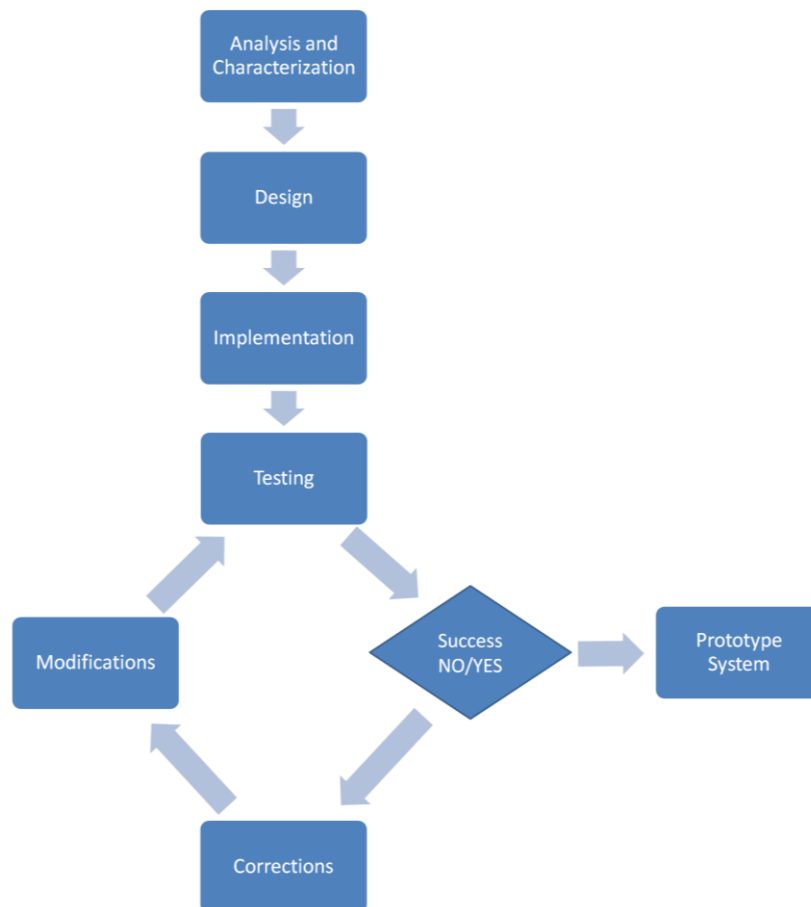 Analysis and
Characterization
Design
Implementation
Testing
Success
NO/YES
Prototype
System
Modifications
Corrections